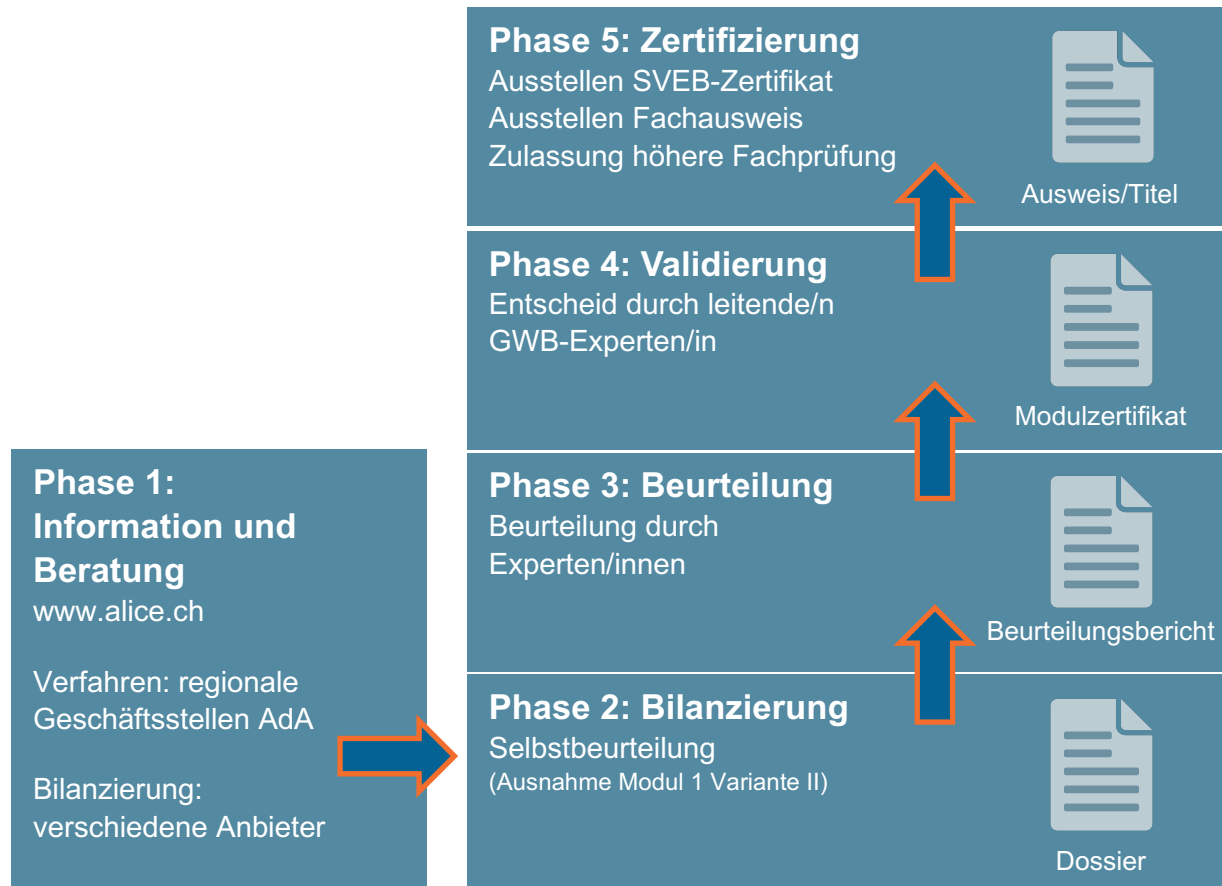 Phase 5: Zertifizierung
Ausstellen SVEB-Zertifikat
Ausstellen Fachausweis
Zulassung höhere Fachprüfung
Ausweis/Titel
Phase 4: Validierung
Entscheid durch leitende/n
GWB-Experten/in
Modulzertifikat
Phase 3: Beurteilung
Beurteilung durch
Experten/innen
Beurteilungsbericht
Phase 1:
Information und
Beratung
www.alice.ch
Verfahren: regionale
Geschäftsstellen AdA
Bilanzierung:
verschiedene Anbieter
Phase 2: Bilanzierung
Selbstbeurteilung
(Ausnahme Modul 1 Variante II)
Dossier